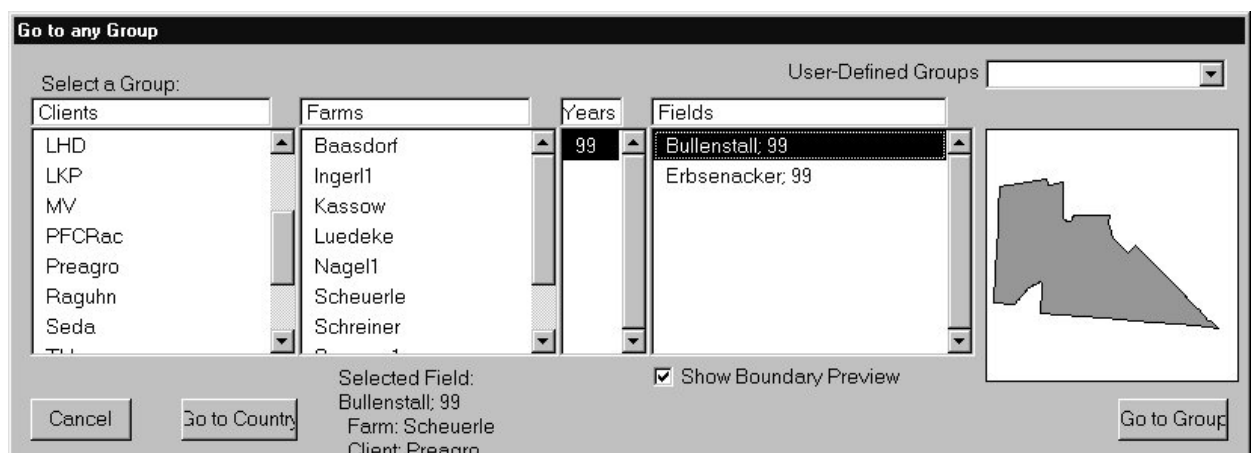 Go to any Group
Select a Group:
User-Defined Groups
Clients
Farms
Years
Fields
LHD
LKP
MV
PFCRac
Preagro
Raguhn
Seda
Baasdorf
Ingerl1
Kassow
Luedeke
Nagel1
Scheuerle
Schreiner
99
Bullenstall; 99
Erbsenacker; 99
Selected Field:
Bullenstall; 99
Farm: Scheuerle
Client: Preagro
Show Boundary Preview
Cancel
Go to Country
Go to Group